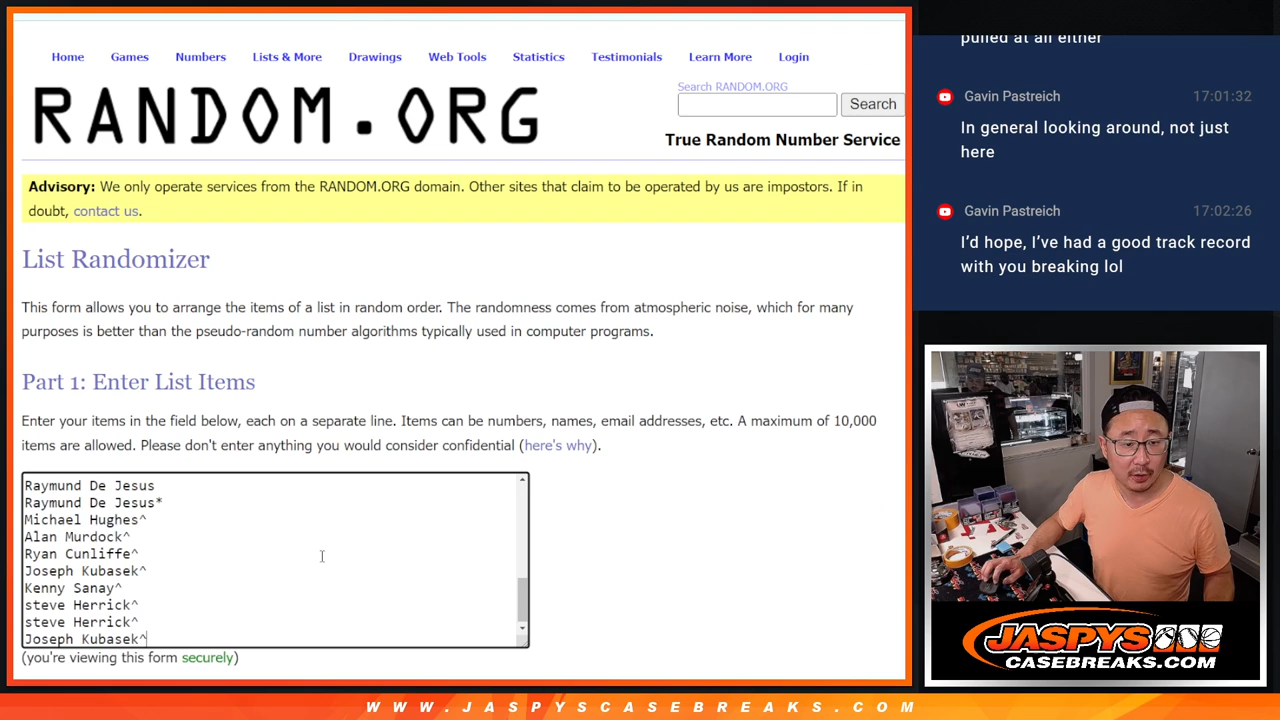 Home Games Numbers Lists & More Drawings Web Tools Statistics Testimonials Learn More Login
Search RANDOM.ORG
Search
RANDOM.ORG
True Random Number Service
Advisory: We only operate services from the RANDOM.ORG domain. Other sites that claim to be operated by us are impostors. If in
doubt, contact us.
List Randomizer
This form allows you to arrange the items of a list in random order. The randomness comes from atmospheric noise, which for many
purposes is better than the pseudo-random number algorithms typically used in computer programs.
Part 1: Enter List Items
Enter your items in the field below, each on a separate line. Items can be numbers, names, email addresses, etc. A maximum of 10,000
items are allowed. Please don't enter anything you would consider confidential (here's why).
Raymund De Jesus
Raymund De Jesus*
Michael Hughes^
Alan Murdock^
Ryan Cunliffe^
Joseph Kubasek^
Kenny Sanay^
steve Herrick^
steve Herrick^
Joseph Kubasek^
(you're viewing this form securely)
pulled at all either
Gavin Pastreich 17:01:32
In general looking around, not just
here
Gavin Pastreich 17:02:26
I'd hope, I've had a good track record
with you breaking lol
JASPYS
CASEBREAKS.COM
WWW.JASPYSCASEBREAKS.COM